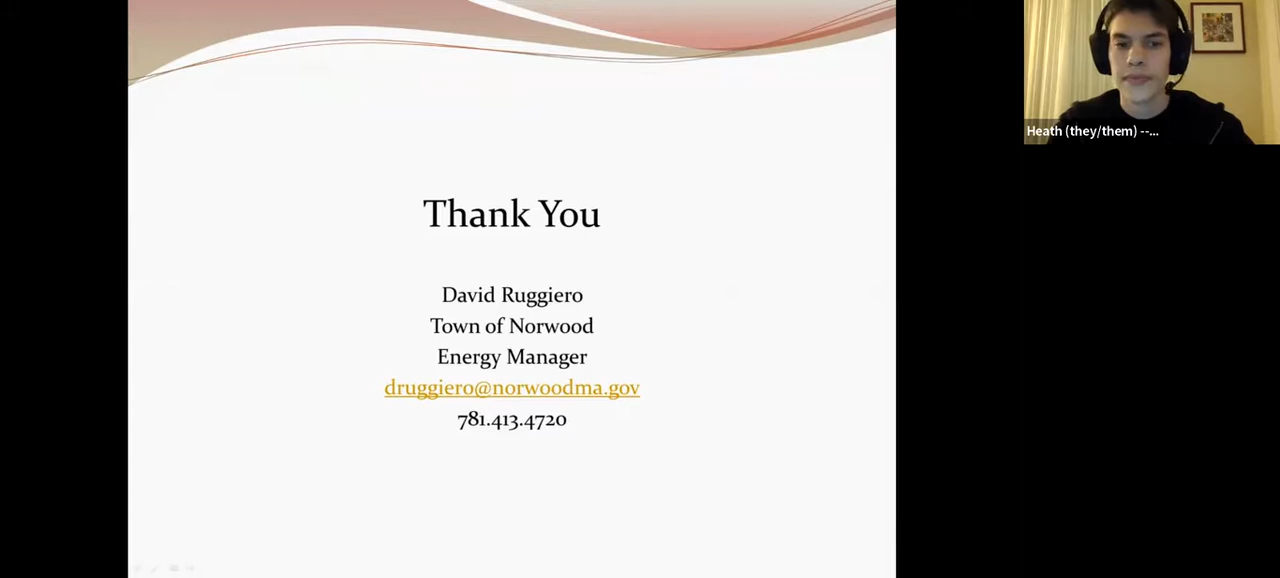 Thank You
David Ruggiero
Town of Norwood
Energy Manager
druggiero@norwoodma.gov
781.413.4720
Heath (they/them) --...